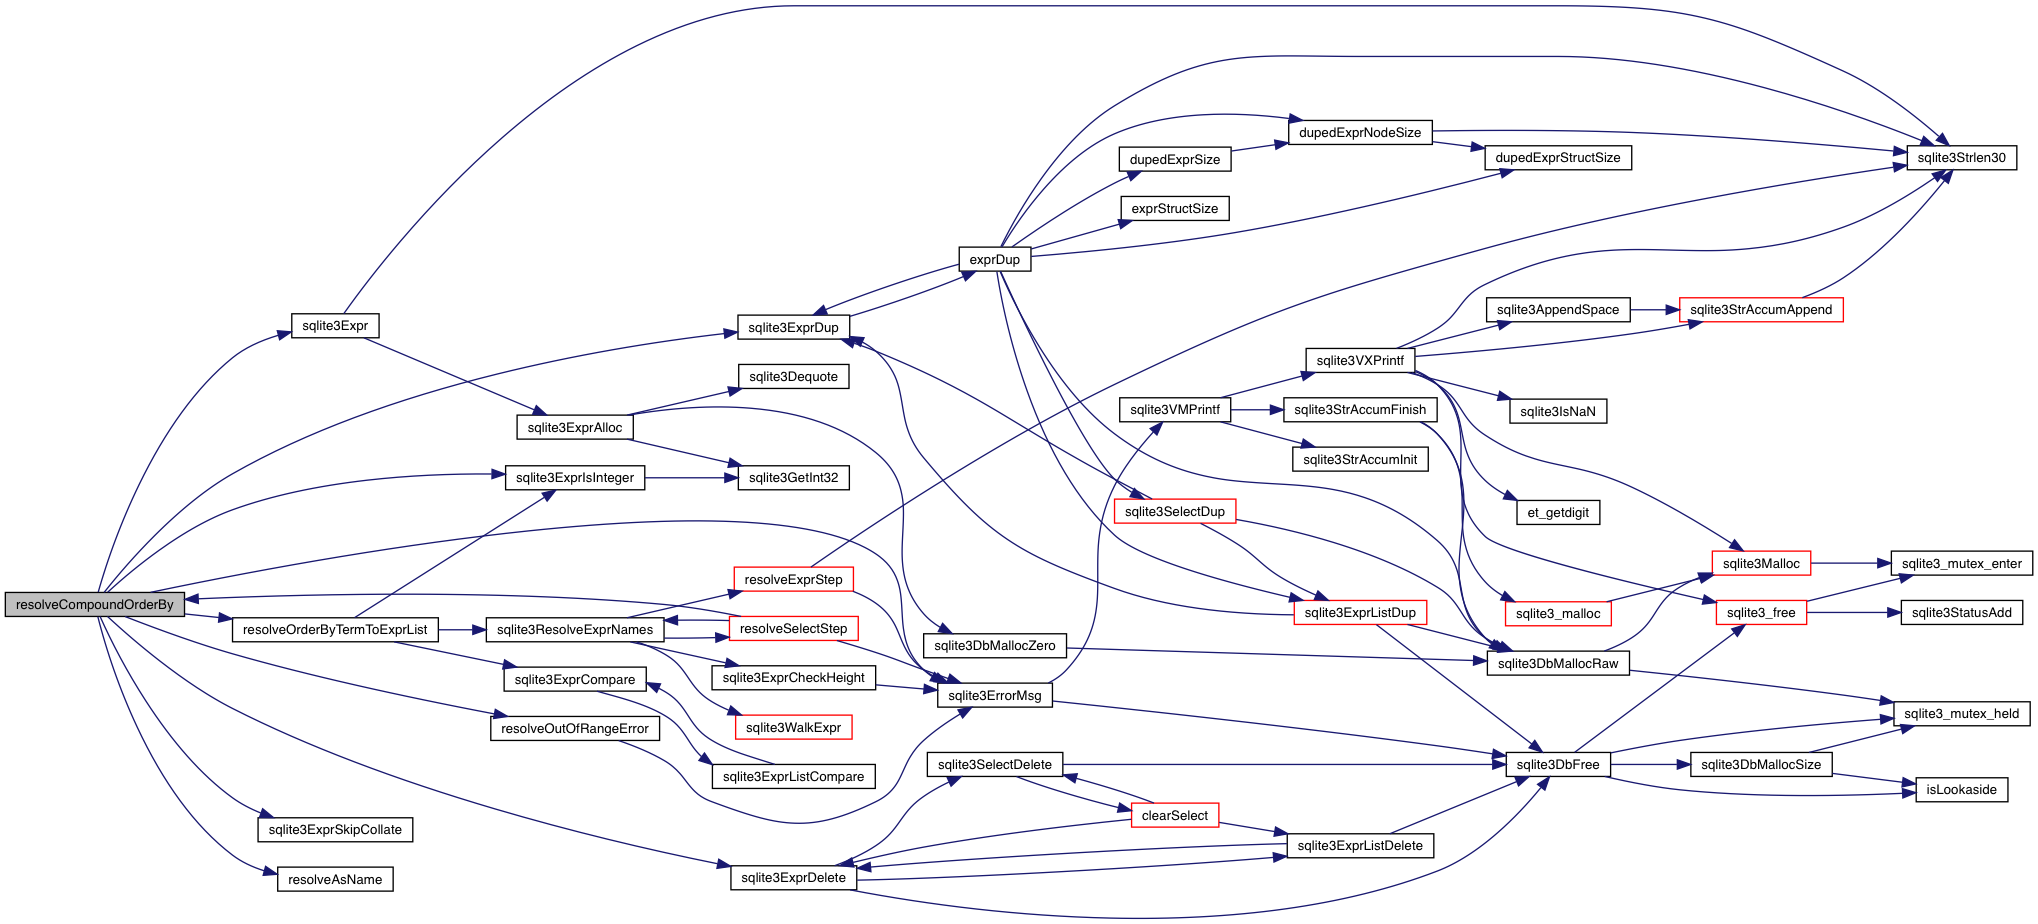 resolveCompoundOrderBy
sqlite3Expr
resolveOrderByTermToExprList
sqlite3ExprSkipCollate
resolveAsName
sqlite3ExprAlloc
sqlite3ExprIsInteger
sqlite3ResolveExprNames
sqlite3ExprCompare
resolveOutOfRangeError
sqlite3ExprDup
sqlite3Dequote
sqlite3GetInt32
resolveExprStep
resolveSelectStep
sqlite3ExprCheckHeight
sqlite3WalkExpr
sqlite3ExprListCompare
sqlite3ExprDelete
exprDup
sqlite3DbMallocZero
sqlite3ErrorMsg
sqlite3SelectDelete
dupedExprSize
exprStructSize
sqlite3VMPrintf
sqlite3SelectDup
clearSelect
dupedExprNodeSize
sqlite3VXPrintf
sqlite3StrAccumFinish
sqlite3StrAccumInit
sqlite3ExprListDup
sqlite3ExprListDelete
dupedExprStructSize
sqlite3AppendSpace
sqlite3IsNaN
et_getdigit
sqlite3_malloc
sqlite3DbMallocRaw
sqlite3DbFree
sqlite3StrAccumAppend
sqlite3Malloc
sqlite3_free
sqlite3DbMallocSize
sqlite3Strlen30
sqlite3_mutex_enter
sqlite3StatusAdd
sqlite3_mutex_held
isLookaside